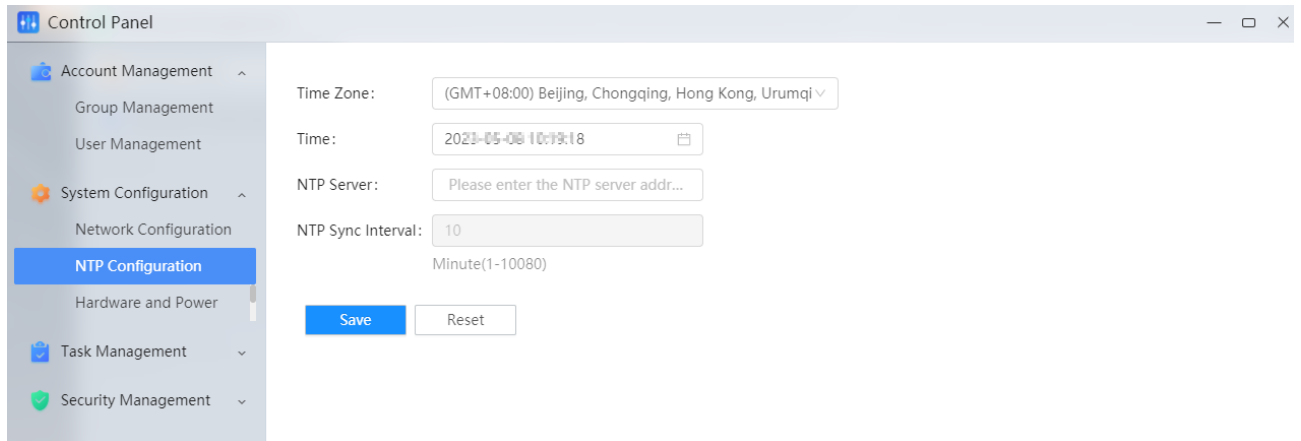 Control Panel
Account Management
Group Management
User Management
System Configuration
Network Configuration
NTP Configuration
Hardware and Power
Task Management
Security Management
Time Zone:
(GMT+08:00) Beijing, Chongqing, Hong Kong, Urumqi
Time:
NTP Server:
Please enter the NTP server addr...
NTP Sync Interval:
10
Minute(1-10080)
Save
Reset